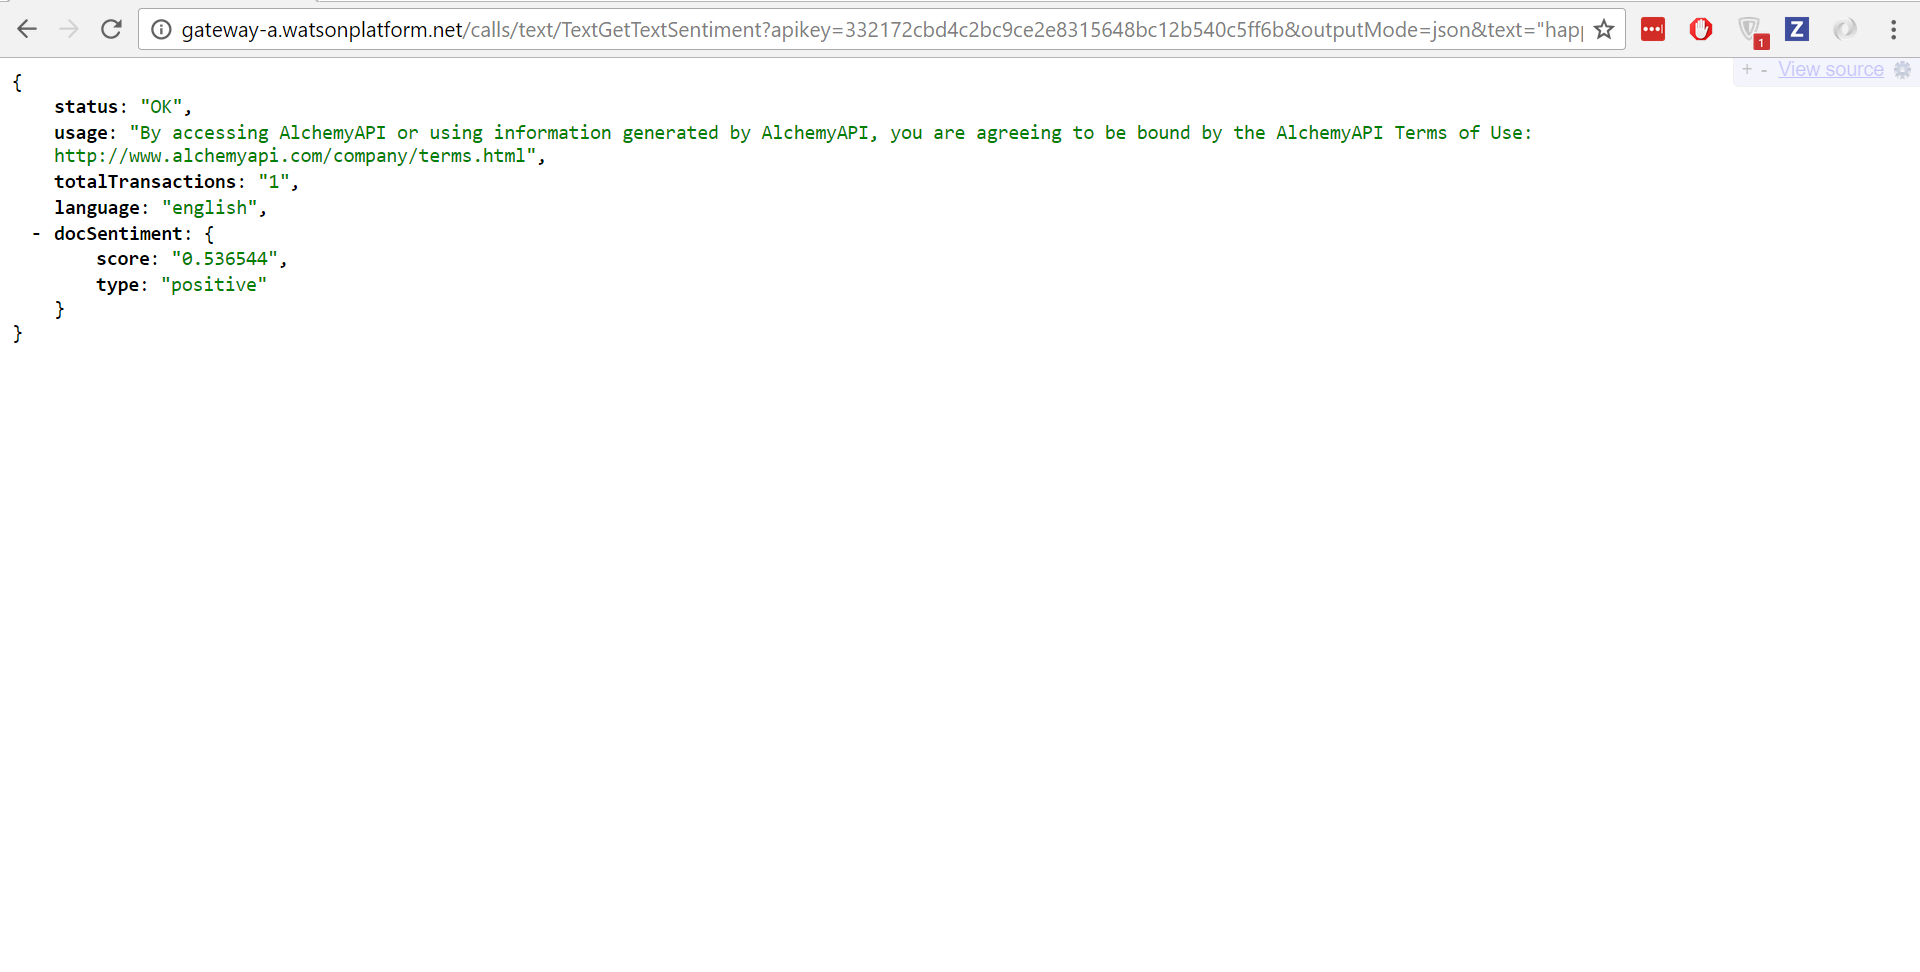 gateway-a.watsonplatform.net/calls/text/TextGetTextSentiment?apikey=332172cbd4c2bc9ce2e8315648bc12b540c5ff6b&outputMode=json&text="hap
1
Z
+ - View source
{
status: "OK",
usage: "By accessing AlchemyAPI or using information generated by AlchemyAPI, you are agreeing to be bound by the AlchemyAPI Terms of Use:
http://www.alchemyapi.com/company/terms.html",
totalTransactions: "1",
language: "english",
- docSentiment: {
score: "0.536544",
type: "positive"
}
}